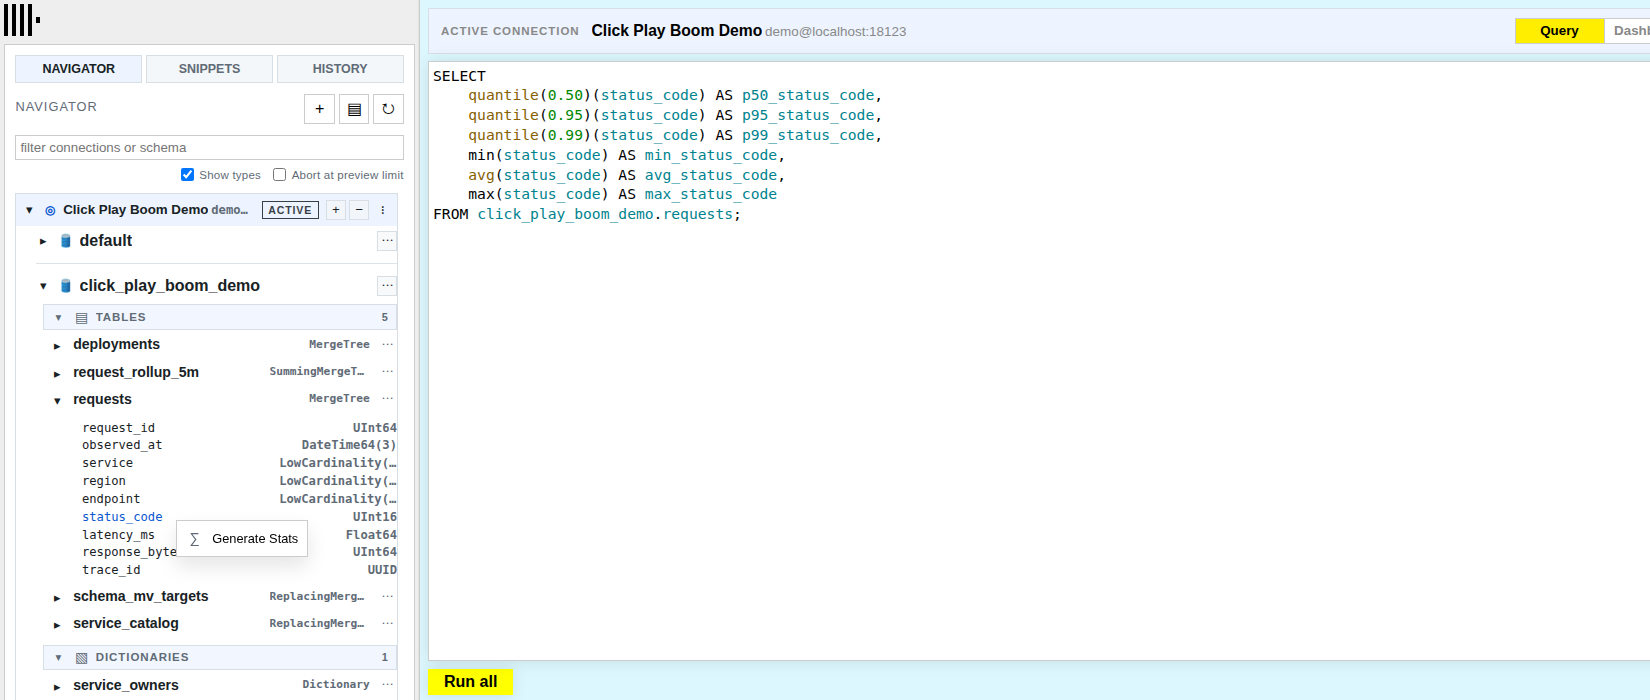 ACTIVE CONNECTION Click Play Boom Demo demo@localhost:18123 Query
NAVIGATOR SNIPPETS HISTORY
NAVIGATOR + ▤ ↻
filter connections or schema
Show types Abort at preview limit
▾ ◎ Click Play Boom Demo demo… ACTIVE + − ⋮
▸ default ⋯
▾ click_play_boom_demo ⋯
▾ ▤ TABLES 5
▸ deployments MergeTree ⋯
▸ request_rollup_5m SummingMergeT… ⋯
▾ requests MergeTree ⋯
request_id UInt64
observed_at DateTime64(3)
service LowCardinality(…
region LowCardinality(…
endpoint LowCardinality(…
status_code UInt16
∑ Generate Stats
latency_ms Float64
response_byte UInt64
trace_id UUID
▸ schema_mv_targets ReplacingMerg… ⋯
▸ service_catalog ReplacingMerg… ⋯
▾ ▧ DICTIONARIES 1
▸ service_owners Dictionary ⋯
SELECT
quantile(0.50)(status_code) AS p50_status_code,
quantile(0.95)(status_code) AS p95_status_code,
quantile(0.99)(status_code) AS p99_status_code,
min(status_code) AS min_status_code,
avg(status_code) AS avg_status_code,
max(status_code) AS max_status_code
FROM click_play_boom_demo.requests;
Run all